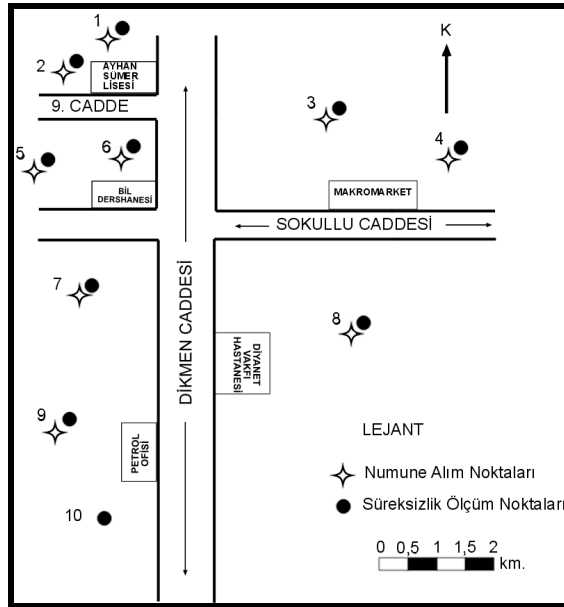 1
K
2
AYHAN
SÜMER
LİSESİ
9. CADDE
3
4
5
6
BİL
DERSHANESİ
MAKROMARKET
SOKULLU CADDESİ
DİKMEN CADDESİ
7
8
DİYANET
VAKFI
HASTANESİ
9
PETROL
OFİSİ
10
LEJANT
Numune Alım Noktaları
Süreksizlik Ölçüm Noktaları
0 0,5 1 1,5 2
km.